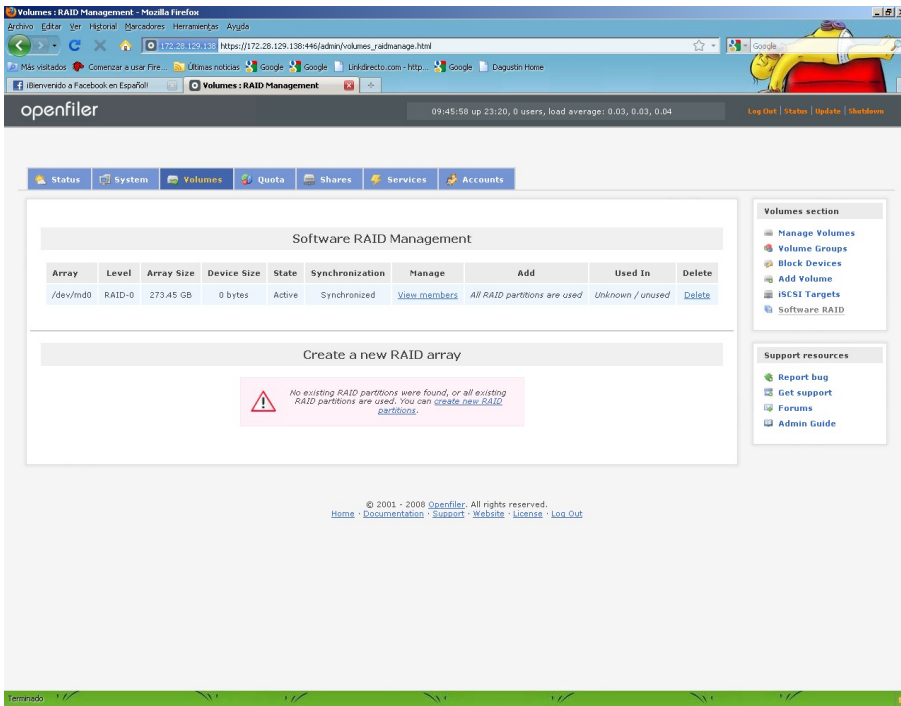 Volumes : RAID Management - Mozilla Firefox
Archivo Editar Ver Historial Marcadores Herramientas Ayuda
172.28.129.138 https://172.28.129.138:446/admin/volumes_raidmanage.html
Google
Más visitados Comenzar a usar Fire... Últimas noticias Google Google Linkdirecto.com - http... Google Dagustin Home
¡Bienvenido a Facebook en Español! Volumes : RAID Management
openfiler
09:45:58 up 23:20, 0 users, load average: 0.03, 0.03, 0.04
Log Out | Status | Update | Shutdown
Status System Volumes Quota Shares Services Accounts
Software RAID Management
Array Level Array Size Device Size State Synchronization Manage Add Used In Delete
/dev/md0 RAID-0 273.45 GB 0 bytes Active Synchronized View members All RAID partitions are used Unknown / unused Delete
Create a new RAID array
No existing RAID partitions were found, or all existing
RAID partitions are used. You can create new RAID
partitions.
Volumes section
Manage Volumes
Volume Groups
Block Devices
Add Volume
iSCSI Targets
Software RAID
Support resources
Report bug
Get support
Forums
Admin Guide
© 2001 - 2008 Openfiler. All rights reserved.
Home · Documentation · Support · Website · License · Log Out
Terminado